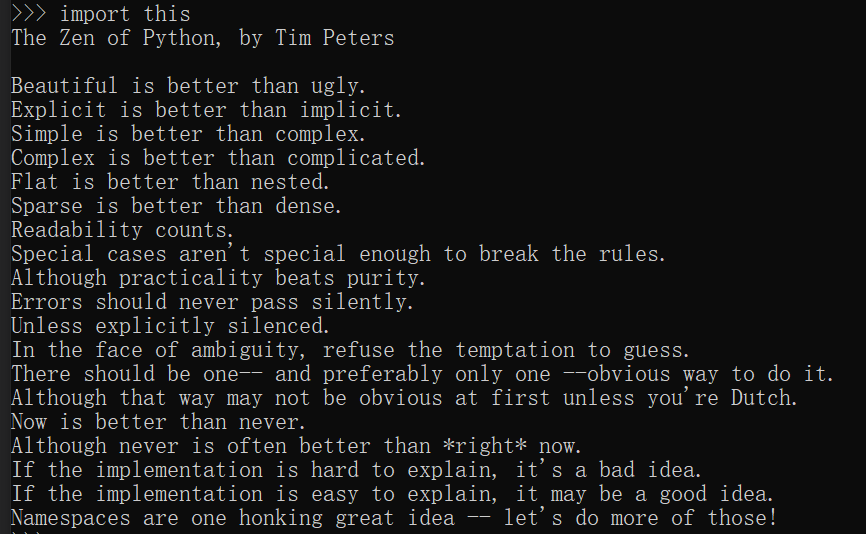 >>> import this
The Zen of Python, by Tim Peters

Beautiful is better than ugly.
Explicit is better than implicit.
Simple is better than complex.
Complex is better than complicated.
Flat is better than nested.
Sparse is better than dense.
Readability counts.
Special cases aren't special enough to break the rules.
Although practicality beats purity.
Errors should never pass silently.
Unless explicitly silenced.
In the face of ambiguity, refuse the temptation to guess.
There should be one-- and preferably only one --obvious way to do it.
Although that way may not be obvious at first unless you're Dutch.
Now is better than never.
Although never is often better than *right* now.
If the implementation is hard to explain, it's a bad idea.
If the implementation is easy to explain, it may be a good idea.
Namespaces are one honking great idea -- let's do more of those!
>>>